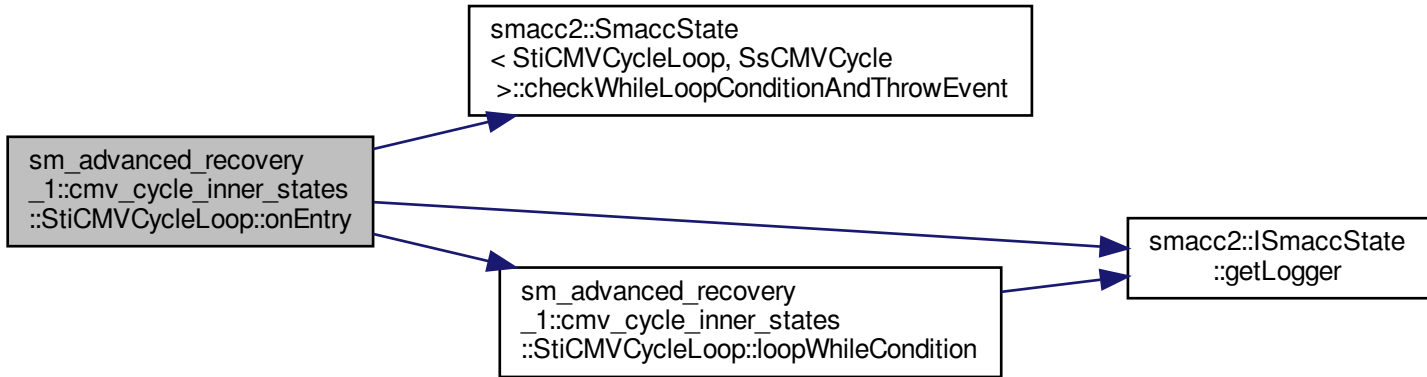 smacc2::SmaccState
< StiCMVCycleLoop, SsCMVCycle
>::checkWhileLoopConditionAndThrowEvent
sm_advanced_recovery
_1::cmv_cycle_inner_states
::StiCMVCycleLoop::onEntry
smacc2::ISmaccState
::getLogger
sm_advanced_recovery
_1::cmv_cycle_inner_states
::StiCMVCycleLoop::loopWhileCondition